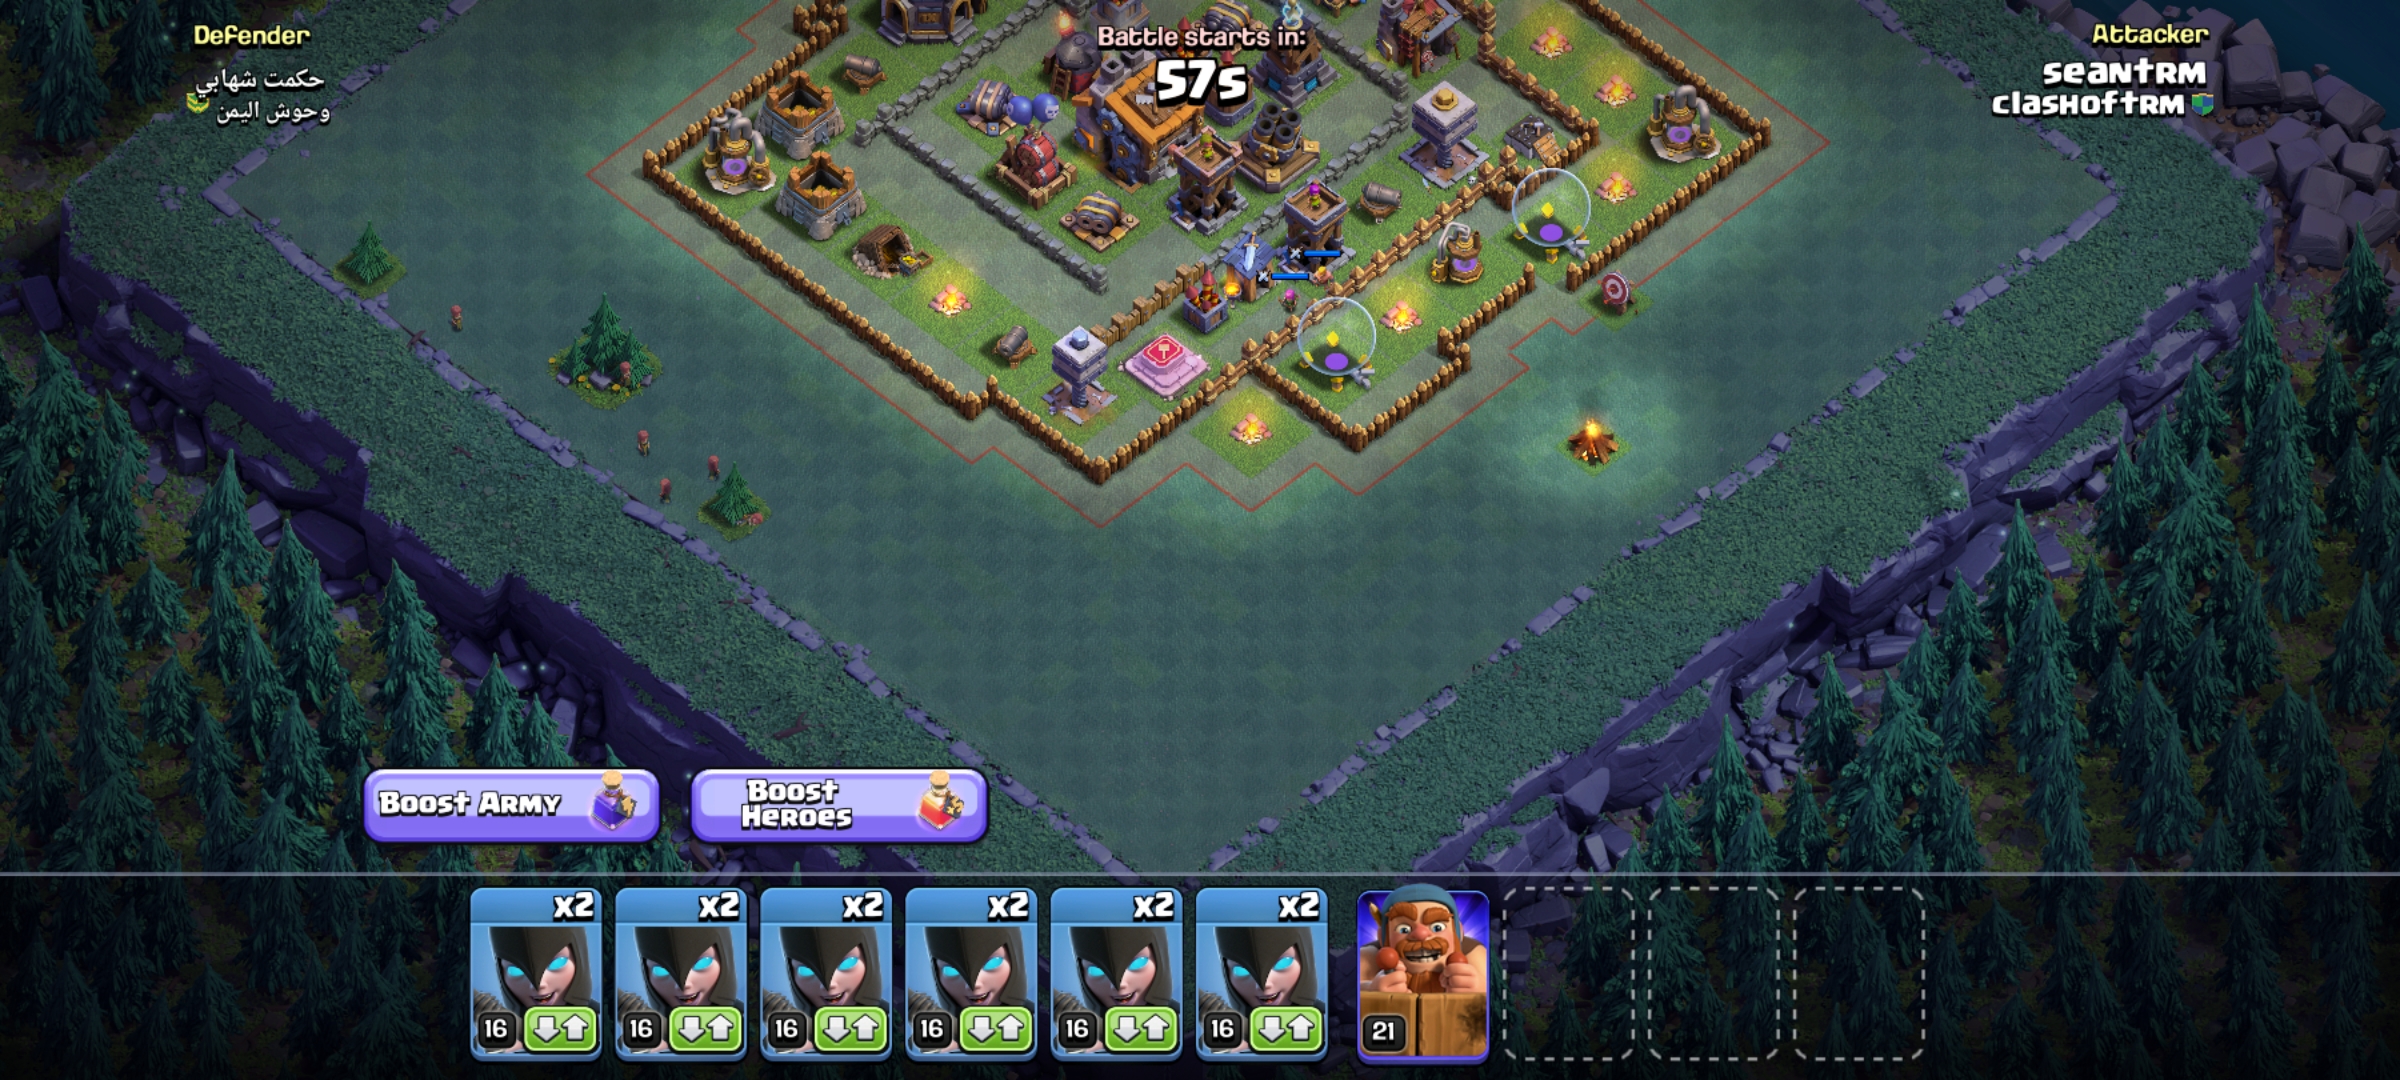 Defender
حكمت شهابي
وحوش اليمن
Battle starts in:
57s
Attacker
seantRM
clashoftRM
Boost Army
Boost Heroes
x2
x2
x2
x2
x2
x2
16
16
16
16
16
16
21